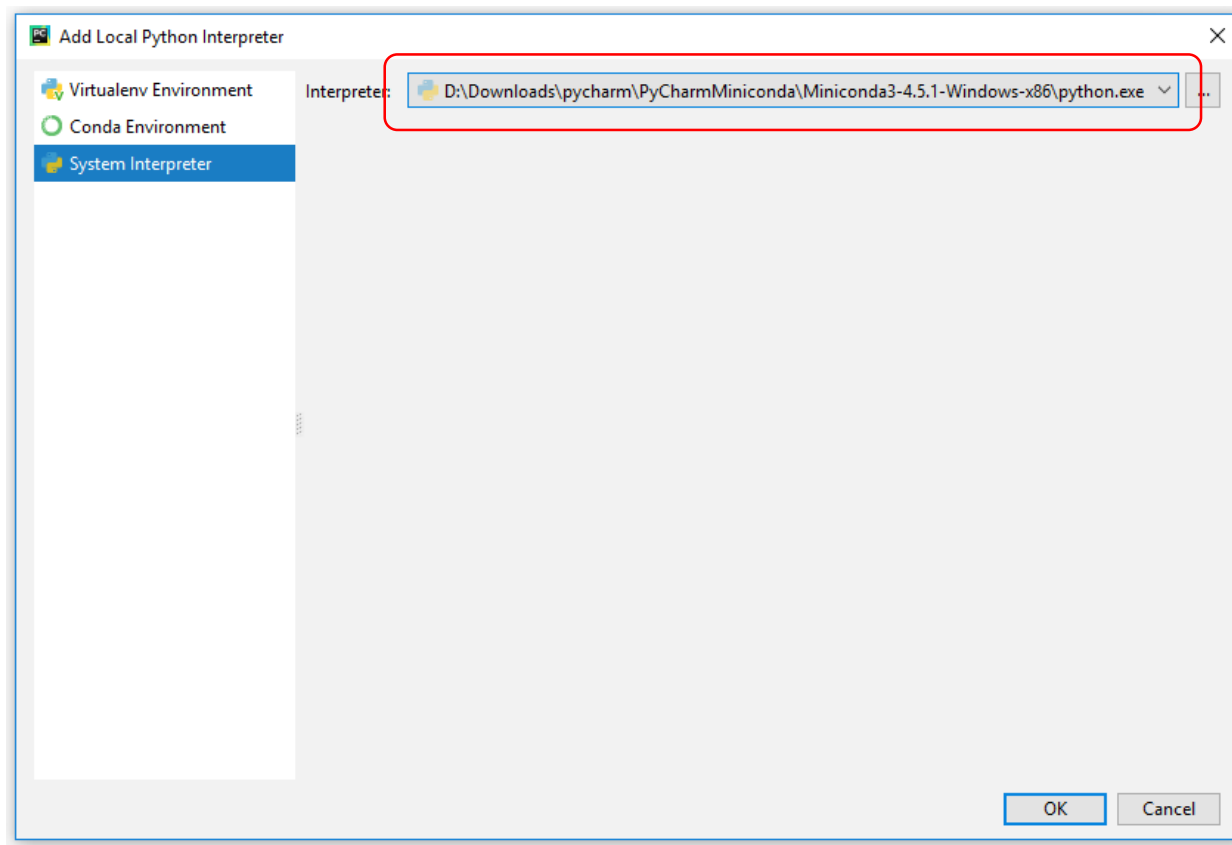 Add Local Python Interpreter
Virtualenv Environment
Conda Environment
System Interpreter
Interpreter: D:\Downloads\pycharm\PyCharmMiniconda\Miniconda3-4.5.1-Windows-x86\python.exe ...
OK Cancel